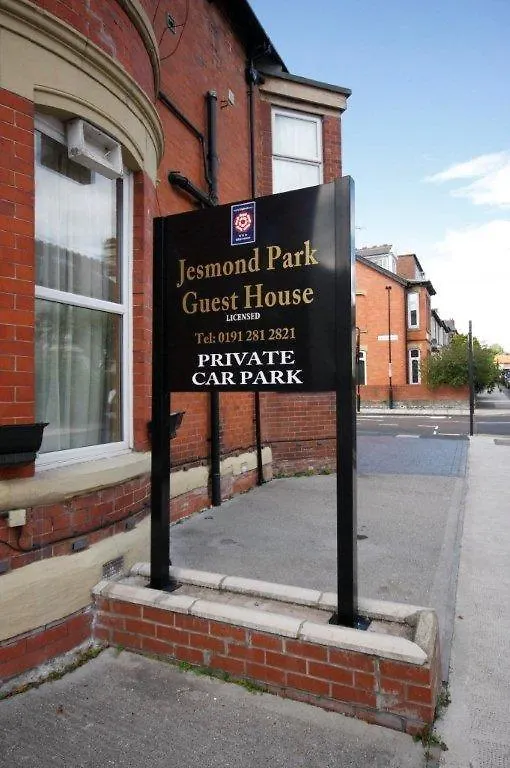 Jesmond Park
Guest House
LICENSED
Tel: 0191 281 2821
PRIVATE
CAR PARK